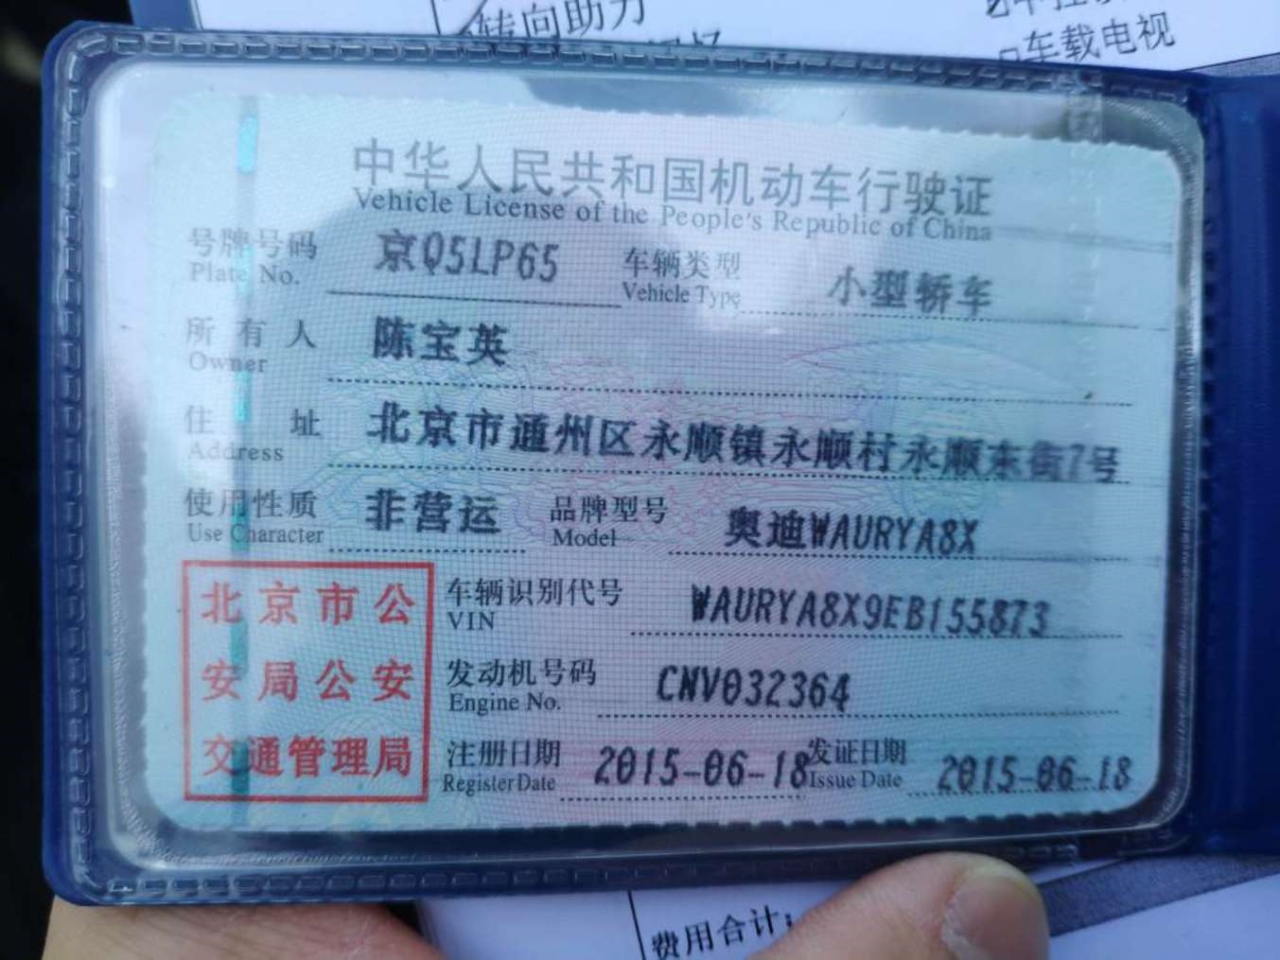 转向助力
车载电视
中华人民共和国机动车行驶证
Vehicle License of the People's Republic of China
号牌号码 京Q5LP65 车辆类型 小型轿车
Plate No. Vehicle Type
所有人 陈宝英
Owner
住址 北京市通州区永顺镇永顺村永顺东街7号
Address
使用性质 非营运 品牌型号 奥迪WAURYA8X
Use Character Model
北京市公
安局公安
交通管理局
车辆识别代号 WAURYA8X9EB155873
VIN
发动机号码 CNV032364
Engine No.
注册日期 2015-06-18 发证日期 2015-06-18
Register Date Issue Date
费用合计: